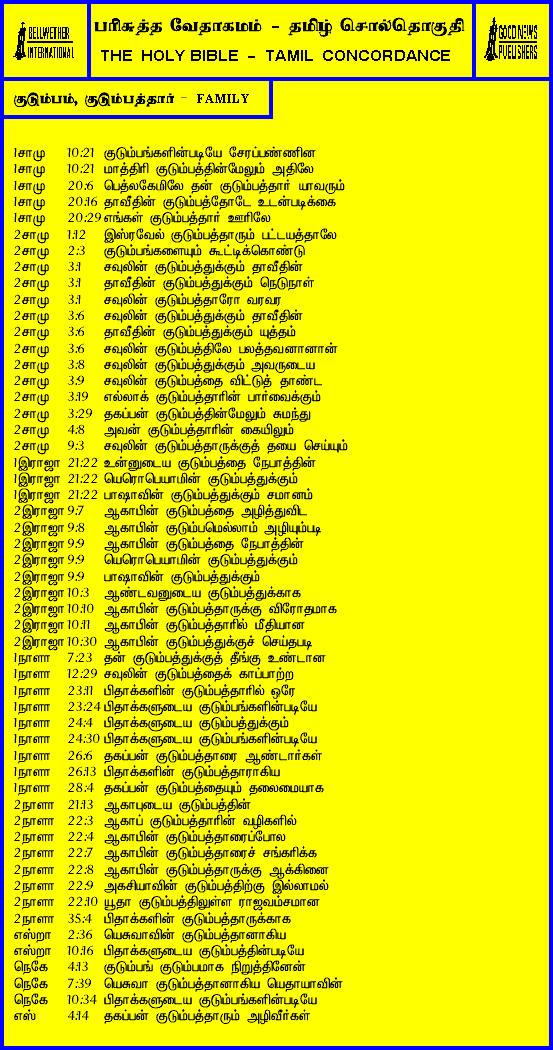 BELLWETHER
INTERNATIONAL
பரிசுத்த வேதாகமம் - தமிழ் சொல்தொகுதி
THE HOLY BIBLE - TAMIL CONCORDANCE
GOOD NEWS
PUBLISHERS
குடும்பம், குடும்பத்தார் - FAMILY
1சாமு 10:21 குடும்பங்களின்படியே சேரப்பண்ணின
1சாமு 10:21 மாத்திரி குடும்பத்தின்மேலும் அதிலே
1சாமு 20:6 பெத்லகேமிலே தன் குடும்பத்தார் யாவரும்
1சாமு 20:16 தாவீதின் குடும்பத்தோடே உடன்படிக்கை
1சாமு 20:29 எங்கள் குடும்பத்தார் ஊரிலே
2சாமு 1:12 இஸ்ரவேல் குடும்பத்தாரும் பட்டயத்தாலே
2சாமு 2:3 குடும்பங்களையும் கூட்டிக்கொண்டு
2சாமு 3:1 சவுலின் குடும்பத்துக்கும் தாவீதின்
2சாமு 3:1 தாவீதின் குடும்பத்துக்கும் நெடுநாள்
2சாமு 3:1 சவுலின் குடும்பத்தாரோ வரவர
2சாமு 3:6 சவுலின் குடும்பத்துக்கும் தாவீதின்
2சாமு 3:6 தாவீதின் குடும்பத்துக்கும் யுத்தம்
2சாமு 3:6 சவுலின் குடும்பத்திலே பலத்தவனானான்
2சாமு 3:8 சவுலின் குடும்பத்துக்கும் அவருடைய
2சாமு 3:9 சவுலின் குடும்பத்தை விட்டுத் தாண்ட
2சாமு 3:19 எல்லாக் குடும்பத்தாரின் பார்வைக்கும்
2சாமு 3:29 தகப்பன் குடும்பத்தின்மேலும் சுமந்து
2சாமு 4:8 அவன் குடும்பத்தாரின் கையிலும்
2சாமு 9:3 சவுலின் குடும்பத்தாருக்குத் தயை செய்யும்
1இராஜா 21:22 உன்னுடைய குடும்பத்தை நேபாத்தின்
1இராஜா 21:22 யெரொபெயாமின் குடும்பத்துக்கும்
1இராஜா 21:22 பாஷாவின் குடும்பத்துக்கும் சமானம்
2இராஜா 9:7 ஆகாபின் குடும்பத்தை அழித்துவிட
2இராஜா 9:8 ஆகாபின் குடும்பமெல்லாம் அழியும்படி
2இராஜா 9:9 ஆகாபின் குடும்பத்தை நேபாத்தின்
2இராஜா 9:9 யெரொபெயாமின் குடும்பத்துக்கும்
2இராஜா 9:9 பாஷாவின் குடும்பத்துக்கும்
2இராஜா 10:3 ஆண்டவனுடைய குடும்பத்துக்காக
2இராஜா 10:10 ஆகாபின் குடும்பத்தாருக்கு விரோதமாக
2இராஜா 10:11 ஆகாபின் குடும்பத்தாரில் மீதியான
2இராஜா 10:30 ஆகாபின் குடும்பத்துக்குச் செய்தபடி
1நாளா 7:23 தன் குடும்பத்துக்குத் தீங்கு உண்டான
1நாளா 12:29 சவுலின் குடும்பத்தைக் காப்பாற்ற
1நாளா 23:11 பிதாக்களின் குடும்பத்தாரில் ஒரே
1நாளா 23:24 பிதாக்களுடைய குடும்பங்களின்படியே
1நாளா 24:4 பிதாக்களுடைய குடும்பத்துக்கும்
1நாளா 24:30 பிதாக்களுடைய குடும்பங்களின்படியே
1நாளா 26:6 தகப்பன் குடும்பத்தாரை ஆண்டார்கள்
1நாளா 26:13 பிதாக்களின் குடும்பத்தாராகிய
1நாளா 28:4 தகப்பன் குடும்பத்தையும் தலைமையாக
2நாளா 21:13 ஆகாபுடைய குடும்பத்தின்
2நாளா 22:3 ஆகாப் குடும்பத்தாரின் வழிகளில்
2நாளா 22:4 ஆகாபின் குடும்பத்தாரைப்போல
2நாளா 22:7 ஆகாபின் குடும்பத்தாரைச் சங்கரிக்க
2நாளா 22:8 ஆகாபின் குடும்பத்தாருக்கு ஆக்கினை
2நாளா 22:9 அகசியாவின் குடும்பத்திற்கு இல்லாமல்
2நாளா 22:10 யூதா குடும்பத்திலுள்ள ராஜவம்சமான
2நாளா 35:4 பிதாக்களின் குடும்பத்தாருக்காக
எஸ்றா 2:36 யெசுவாவின் குடும்பத்தானாகிய
எஸ்றா 10:16 பிதாக்களுடைய குடும்பத்தின்படியே
நெகே 4:13 குடும்பங் குடும்பமாக நிறுத்தினேன்
நெகே 7:39 யெசுவா குடும்பத்தானாகிய யெதாயாவின்
நெகே 10:34 பிதாக்களுடைய குடும்பங்களின்படியே
எஸ் 4:14 தகப்பன் குடும்பத்தாரும் அழிவீர்கள்